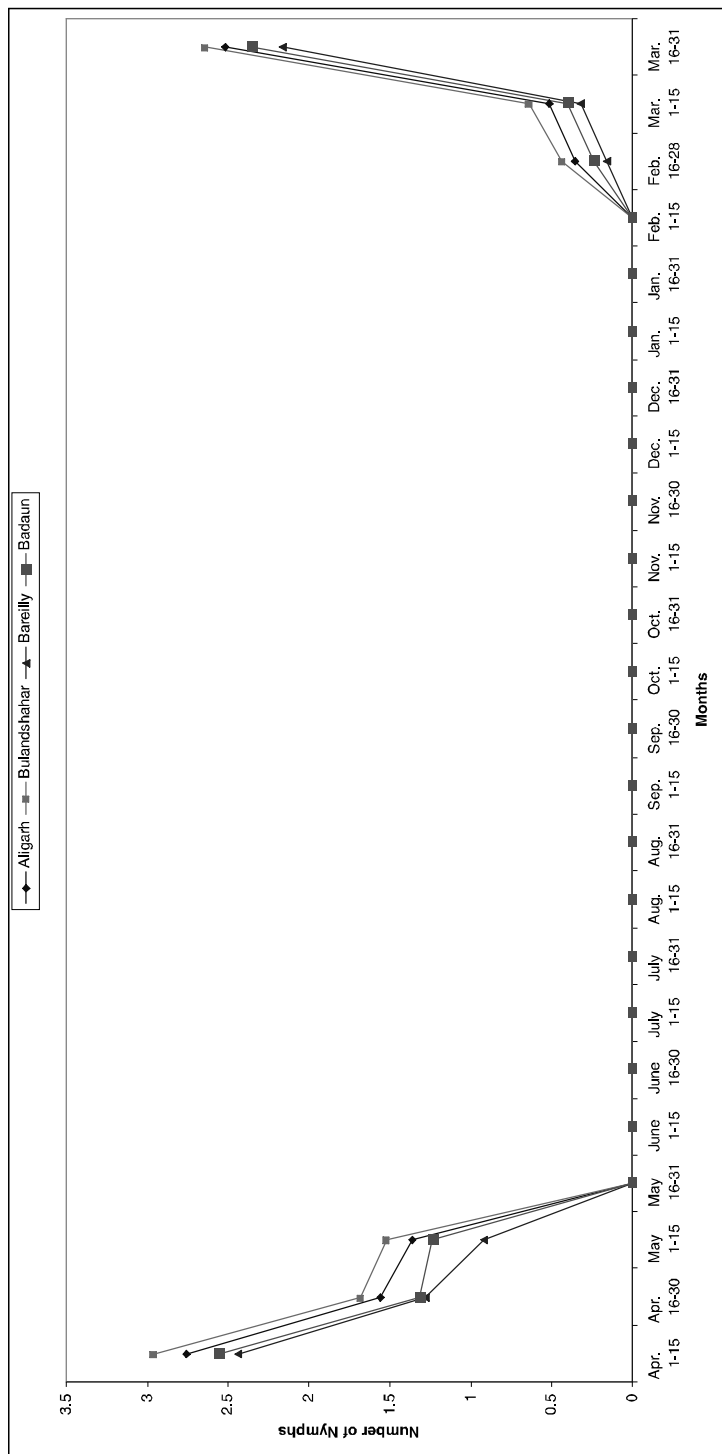 Aligarh Bulandshahar Bareilly Badaun
Number of Nymphs
3.5
3
2.5
2
1.5
1
0.5
0
Apr. Apr. May May June June July July Aug. Aug. Sep. Sep. Oct. Oct. Nov. Nov. Dec. Dec. Jan. Jan. Feb. Feb. Mar. Mar.
1-15 16-30 1-15 16-31 1-15 16-30 1-15 16-31 1-15 16-31 1-15 16-30 1-15 16-31 1-15 16-30 1-15 16-31 1-15 16-31 1-15 16-28 1-15 16-31
Months